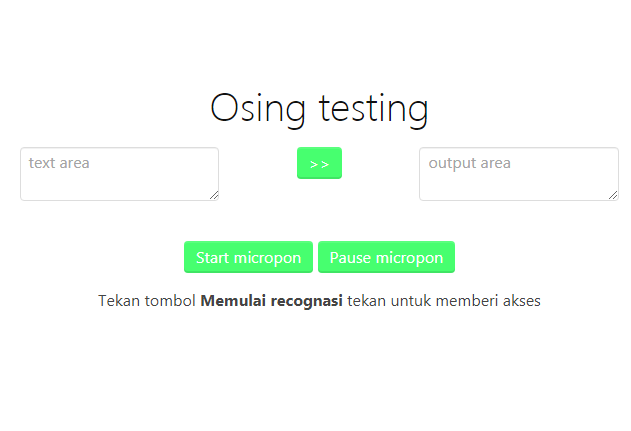 Osing testing
text area
>>
output area
Start micropon Pause micropon
Tekan tombol Memulai recognasi tekan untuk memberi akses